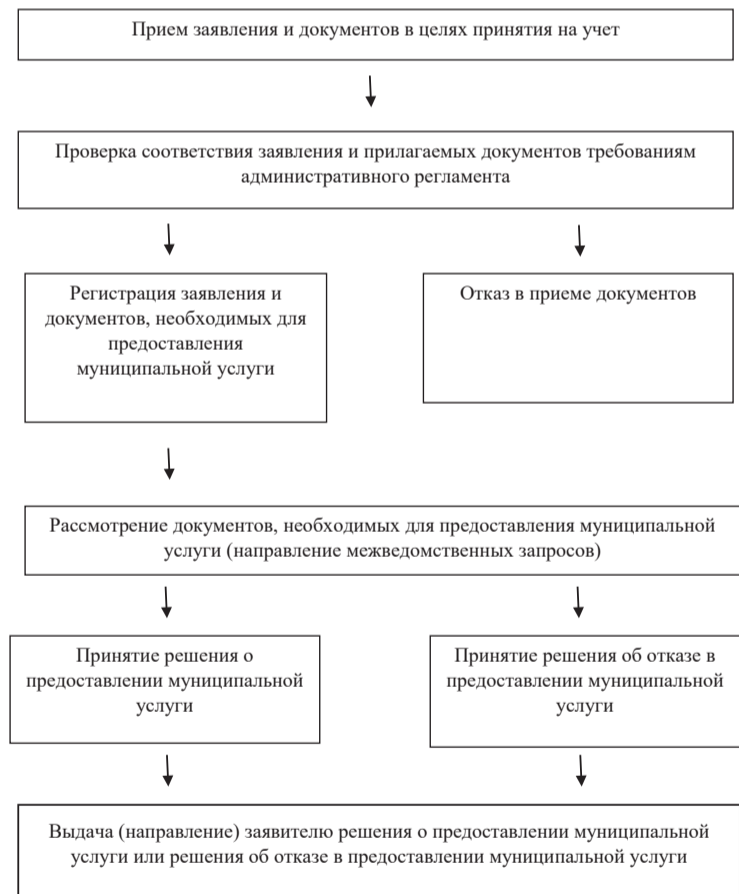 Прием заявления и документов в целях принятия на учет
Проверка соответствия заявления и прилагаемых документов требованиям
административного регламента
Регистрация заявления и
документов, необходимых для
предоставления
муниципальной услуги
Отказ в приеме документов
Рассмотрение документов, необходимых для предоставления муниципальной
услуги (направление межведомственных запросов)
Принятие решения о
предоставлении муниципальной
услуги
Принятие решения об отказе в
предоставлении муниципальной
услуги
Выдача (направление) заявителю решения о предоставлении муниципальной
услуги или решения об отказе в предоставлении муниципальной услуги